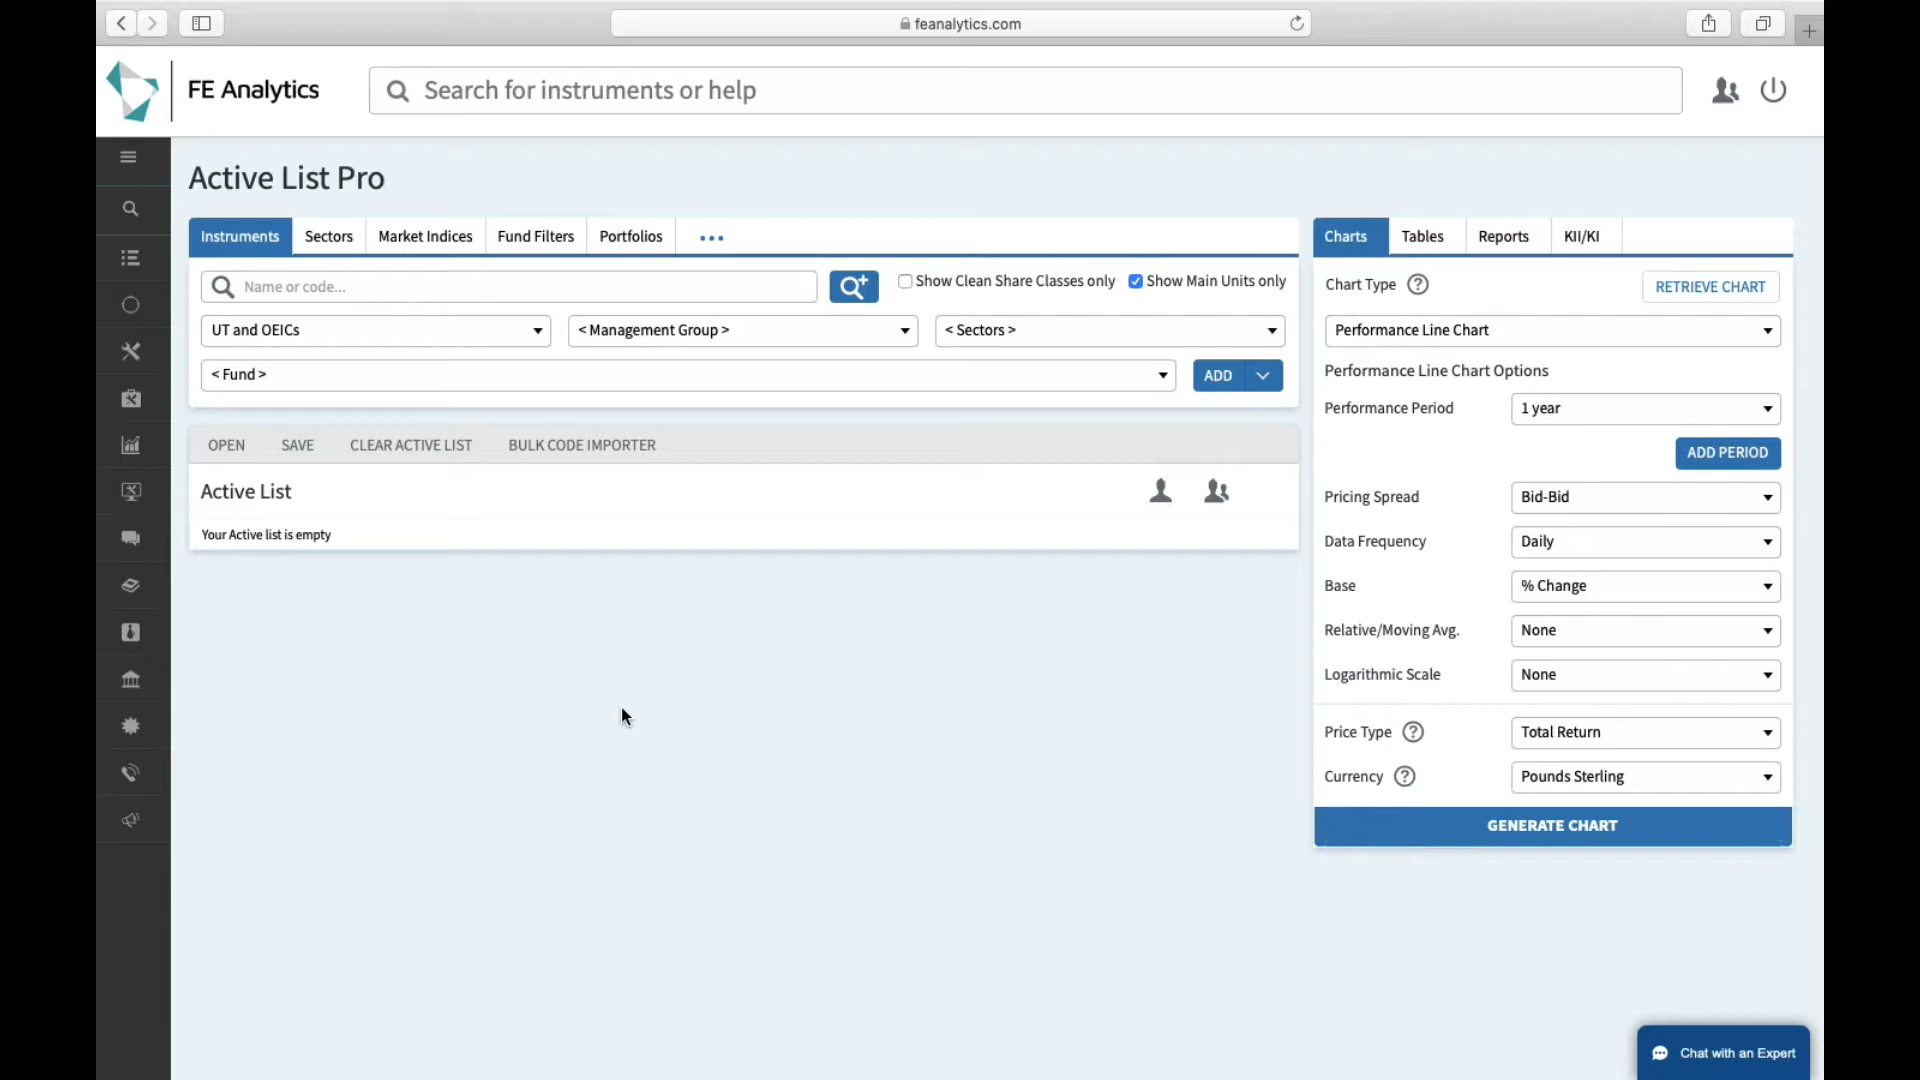 feanalytics.com
FE Analytics
Search for instruments or help
Active List Pro
Instruments
Sectors
Market Indices
Fund Filters
Portfolios
Charts
Tables
Reports
KII/KI
Name or code...
Show Clean Share Classes only
Show Main Units only
Chart Type
RETRIEVE CHART
UT and OEICs
< Management Group >
< Sectors >
Performance Line Chart
< Fund >
ADD
Performance Line Chart Options
Performance Period
1 year
OPEN
SAVE
CLEAR ACTIVE LIST
BULK CODE IMPORTER
ADD PERIOD
Active List
Your Active list is empty
Pricing Spread
Bid-Bid
Data Frequency
Daily
Base
% Change
Relative/Moving Avg.
None
Logarithmic Scale
None
Price Type
Total Return
Currency
Pounds Sterling
GENERATE CHART
Chat with an Expert